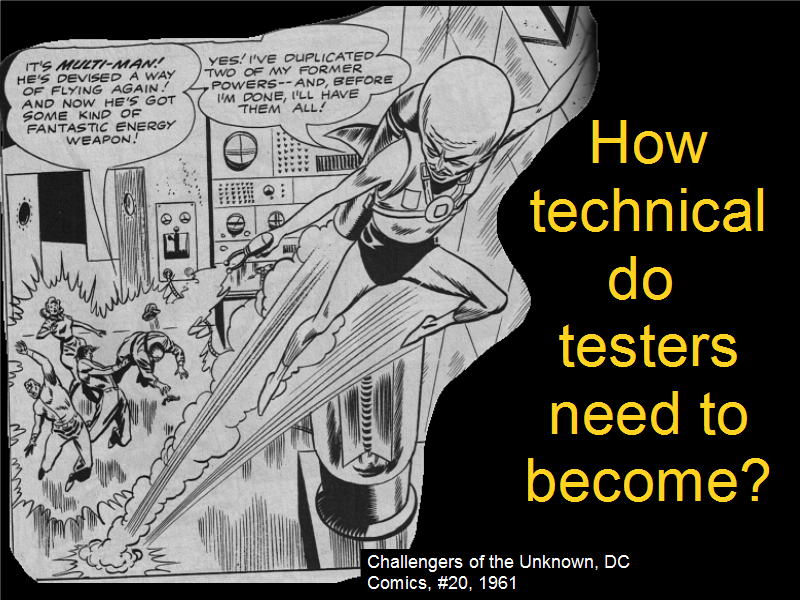 IT'S MULTI-MAN!
HE'S DEVISED A WAY
OF FLYING AGAIN!
AND NOW HE'S GOT
SOME KIND OF
FANTASTIC ENERGY
WEAPON!
YES! I'VE DUPLICATED
TWO OF MY FORMER
POWERS--AND, BEFORE
I'M DONE, I'LL HAVE
THEM ALL!
How
technical
do
testers
need to
become?
Challengers of the Unknown, DC
Comics, #20, 1961